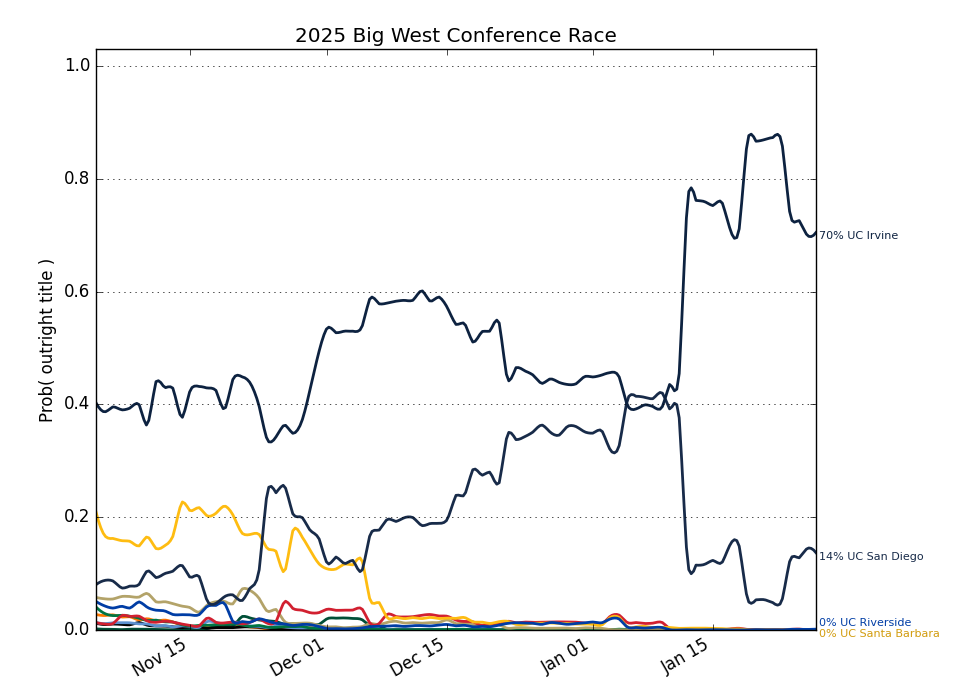 2025 Big West Conference Race
Prob( outright title )
1.0
0.8
0.6
0.4
0.2
0.0
70% UC Irvine
14% UC San Diego
0% UC Riverside
0% UC Santa Barbara
Nov 15
Dec 01
Dec 15
Jan 01
Jan 15